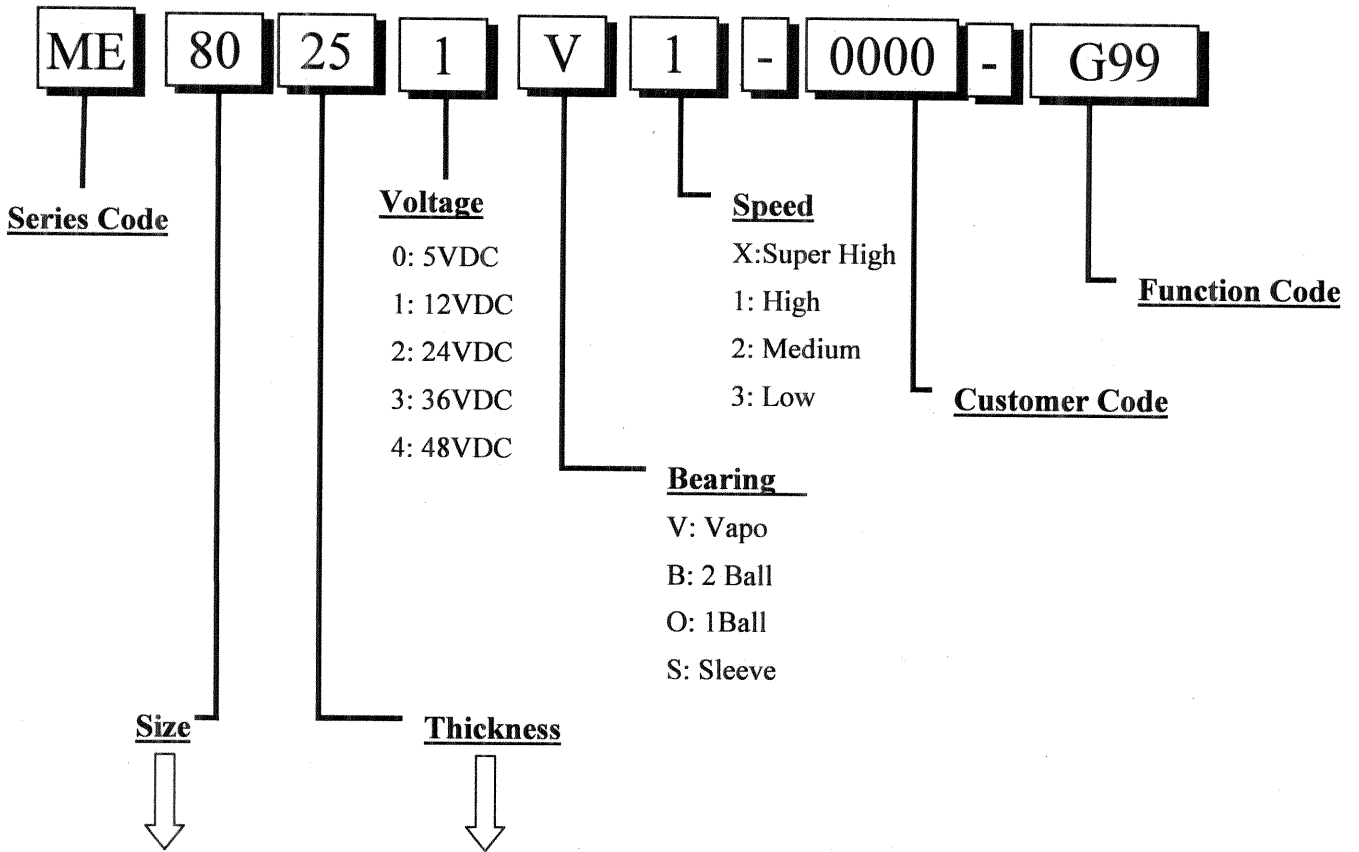 ME 80 25 1 V 1 - 0000 - G99
Series Code
Voltage
0: 5VDC
1: 12VDC
2: 24VDC
3: 36VDC
4: 48VDC
Speed
X:Super High
1: High
2: Medium
3: Low
Function Code
Customer Code
Bearing
V: Vapo
B: 2 Ball
O: 1Ball
S: Sleeve
Size
Thickness